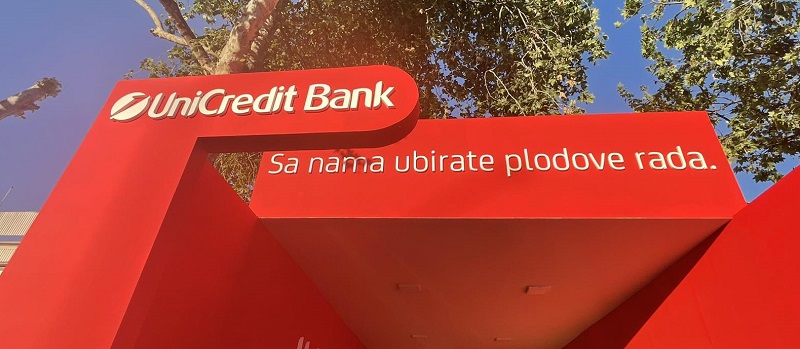 UniCredit Bank
Sa nama ubirate plodove rada.